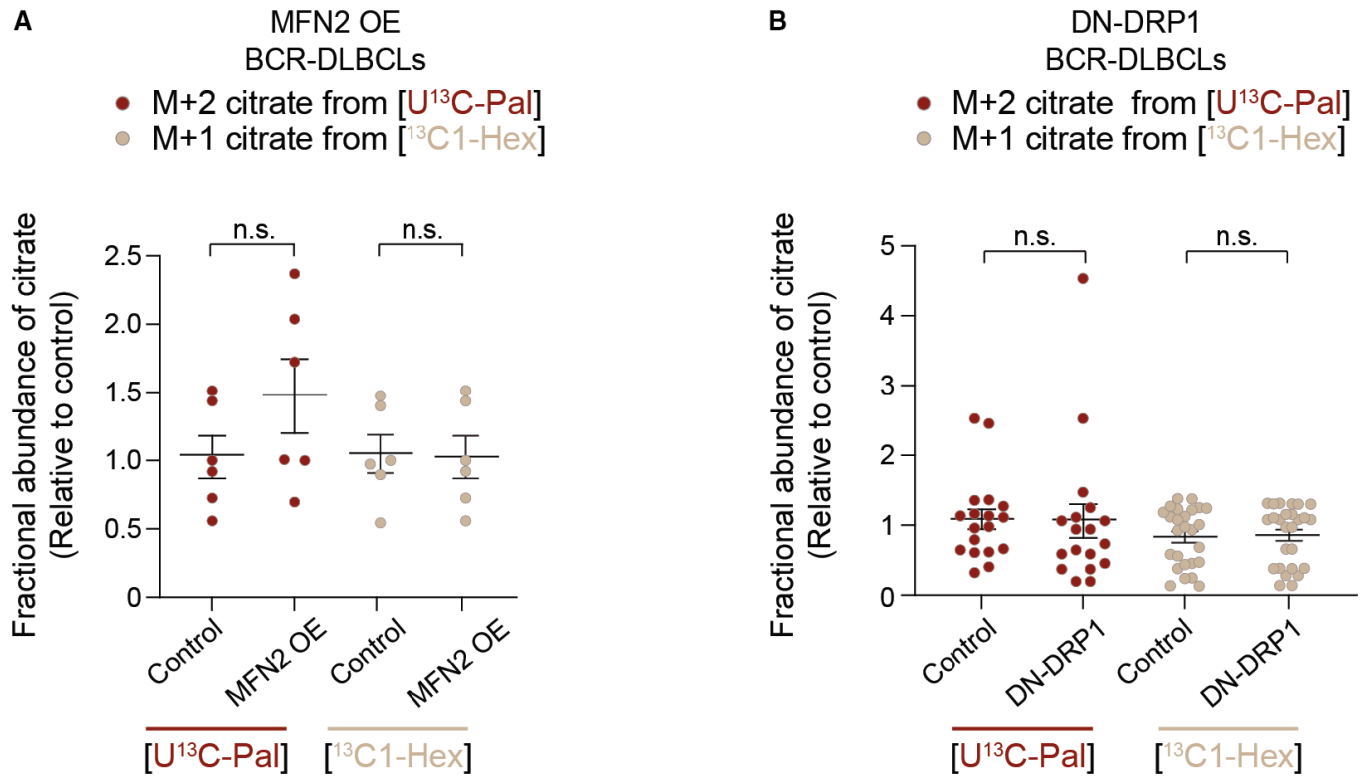 A
MFN2 OE
BCR-DLBCLs
M+2 citrate from [U¹³C-Pal]
M+1 citrate from [¹³C1-Hex]
Fractional abundance of citrate
(Relative to control)
2.5
2.0
1.5
1.0
0.5
0
n.s.
n.s.
Control
MFN2 OE
Control
MFN2 OE
[U¹³C-Pal]
[¹³C1-Hex]
B
DN-DRP1
BCR-DLBCLs
M+2 citrate from [U¹³C-Pal]
M+1 citrate from [¹³C1-Hex]
Fractional abundance of citrate
(Relative to control)
5
4
3
2
1
0
n.s.
n.s.
Control
DN-DRP1
Control
DN-DRP1
[U¹³C-Pal]
[¹³C1-Hex]